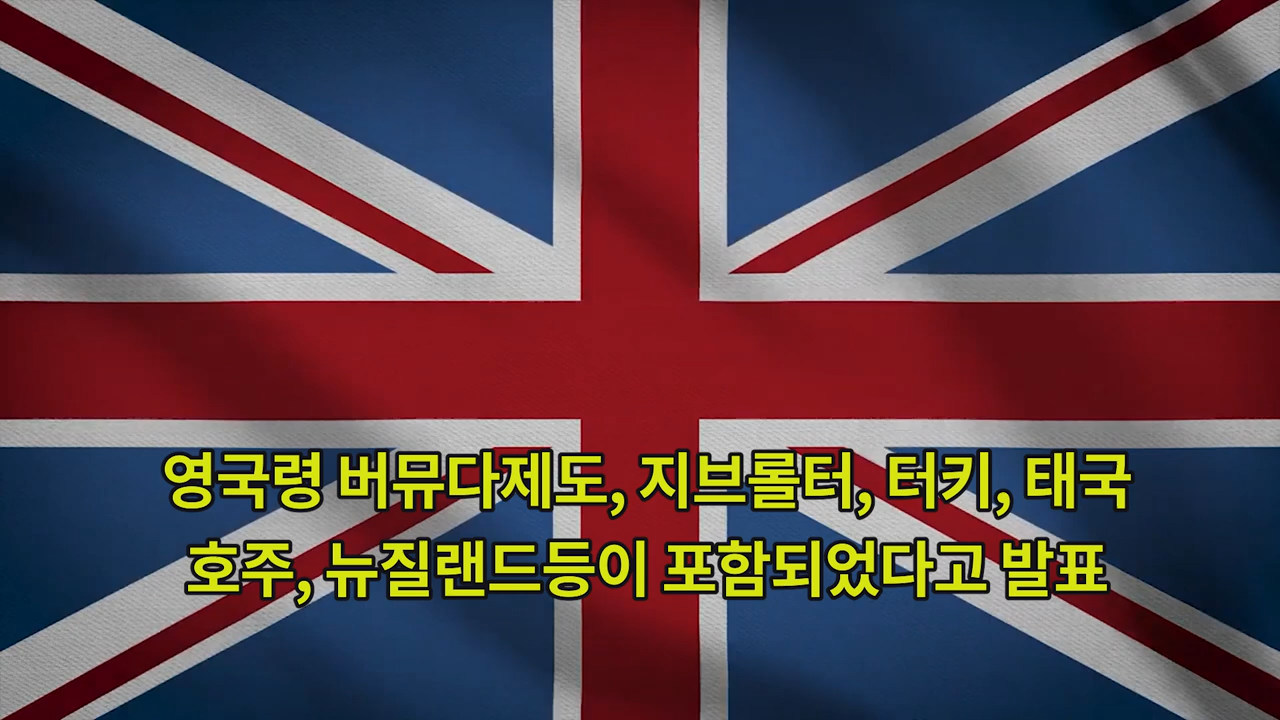 영국령 버뮤다제도, 지브롤터, 터키, 태국
호주, 뉴질랜드등이 포함되었다고 발표